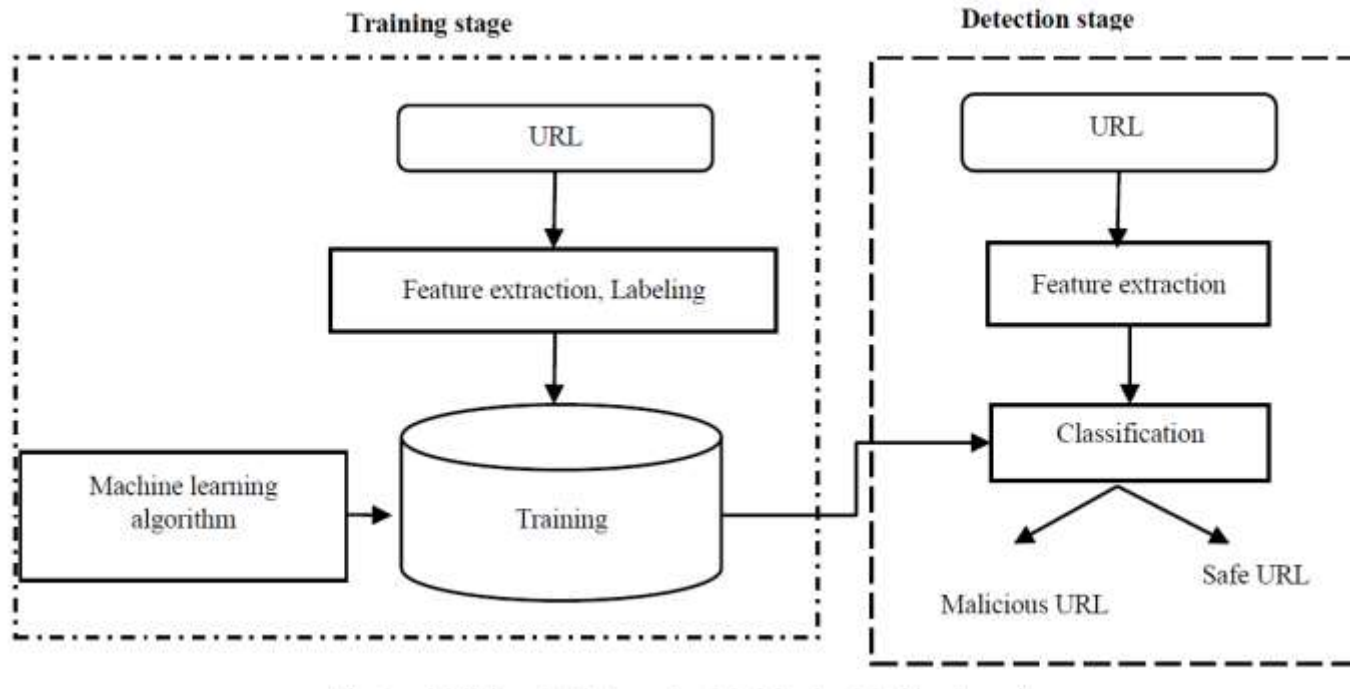 Training stage
Detection stage
URL
Feature extraction, Labeling
Machine learning
algorithm
Training
URL
Feature extraction
Classification
Malicious URL
Safe URL